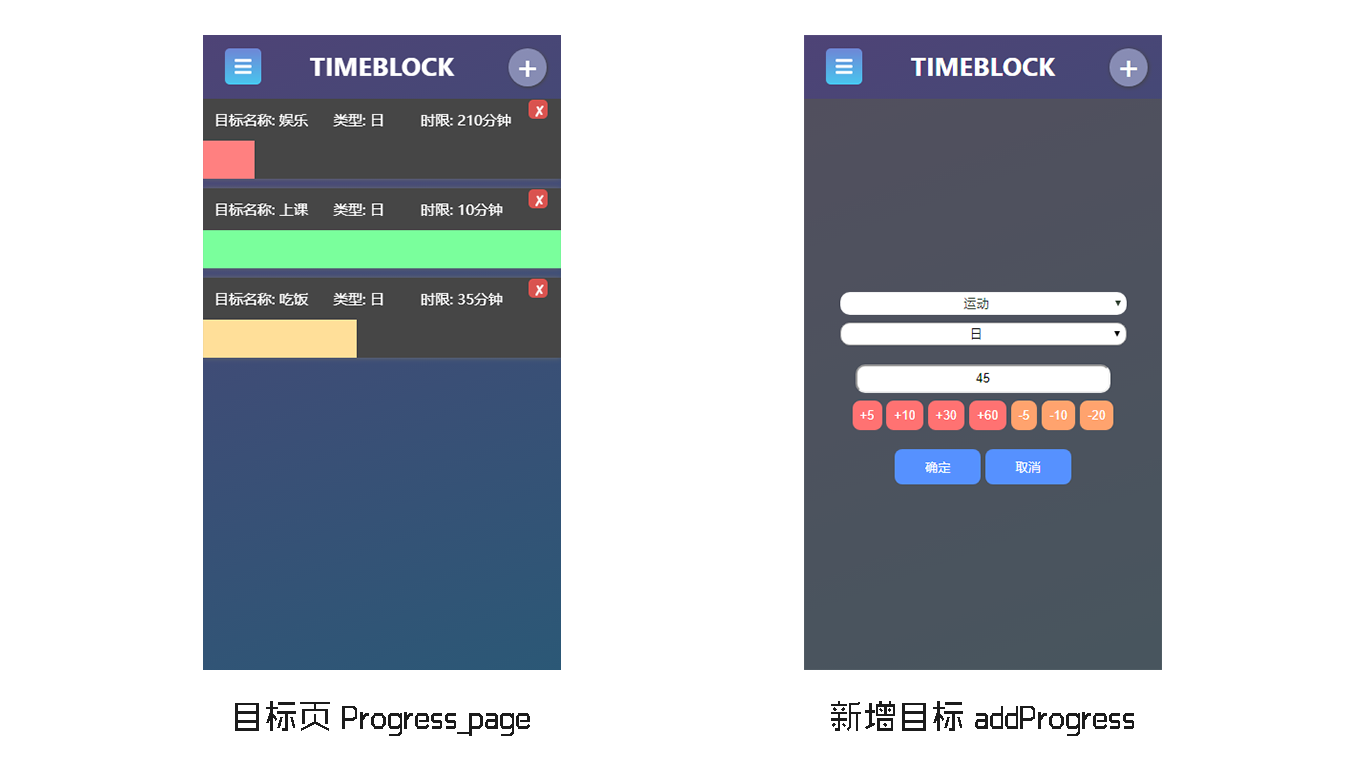 TIMEBLOCK
+
目标名称: 娱乐 类型: 日 时限: 210分钟
x
目标名称: 上课 类型: 日 时限: 10分钟
x
目标名称: 吃饭 类型: 日 时限: 35分钟
x
目标页 Progress_page
TIMEBLOCK
+
运动
日
45
+5 +10 +30 +60 -5 -10 -20
确定 取消
新增目标 addProgress